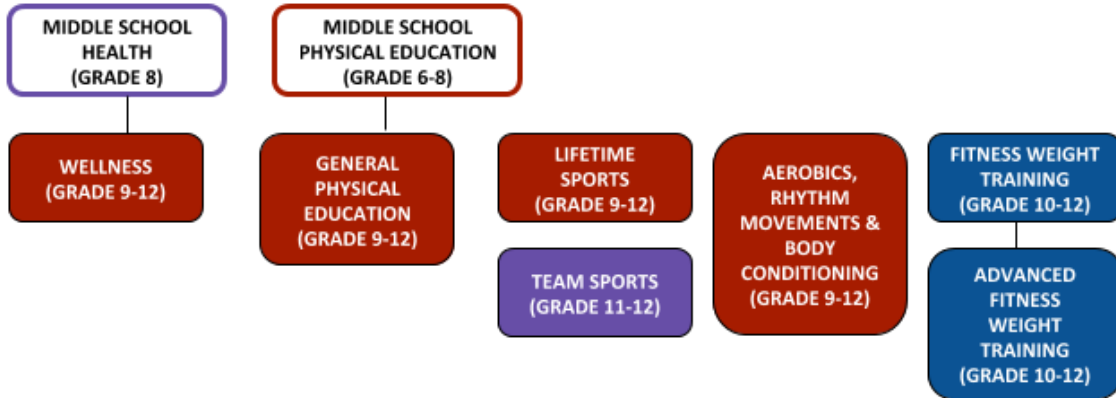 MIDDLE SCHOOL
HEALTH
(GRADE 8)
MIDDLE SCHOOL
PHYSICAL EDUCATION
(GRADE 6-8)
WELLNESS
(GRADE 9-12)
GENERAL
PHYSICAL
EDUCATION
(GRADE 9-12)
LIFETIME
SPORTS
(GRADE 9-12)
TEAM SPORTS
(GRADE 11-12)
AEROBICS,
RHYTHM
MOVEMENTS &
BODY
CONDITIONING
(GRADE 9-12)
FITNESS WEIGHT
TRAINING
(GRADE 10-12)
ADVANCED
FITNESS
WEIGHT
TRAINING
(GRADE 10-12)